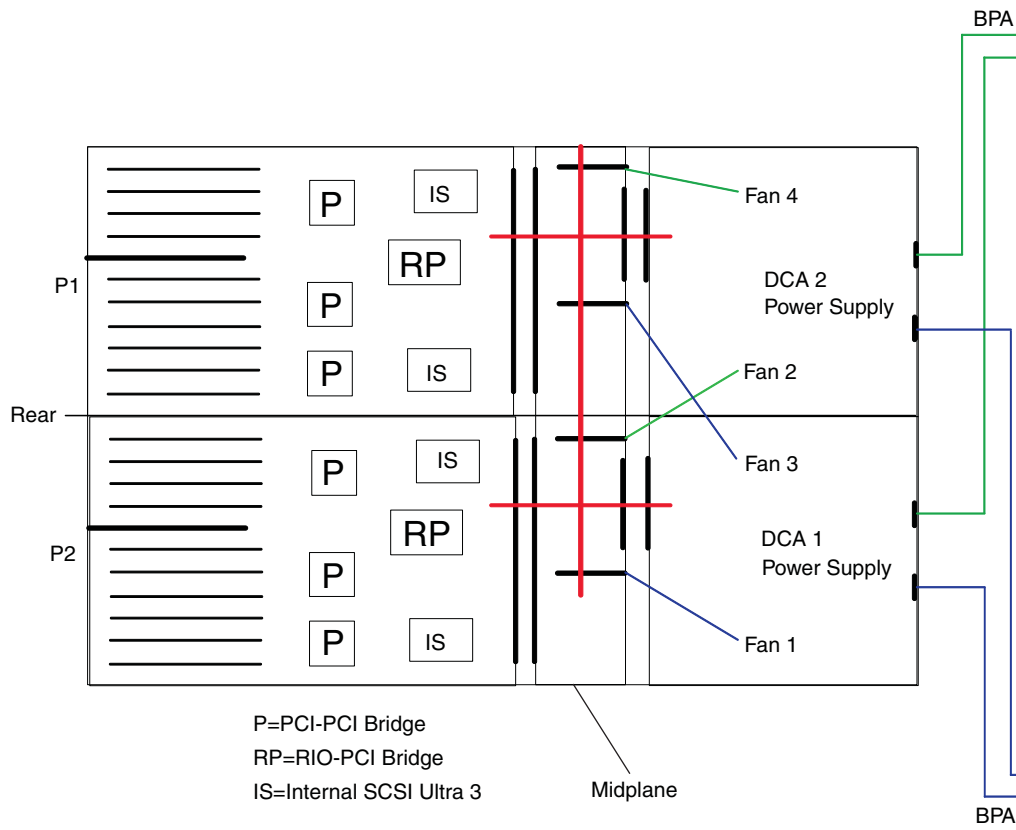 BPA
P
IS
Fan 4
RP
P1
P
DCA 2
Power Supply
P
IS
Fan 2
Rear
P
IS
Fan 3
RP
P2
P
DCA 1
Power Supply
P
IS
Fan 1
P=PCI-PCI Bridge
RP=RIO-PCI Bridge
IS=Internal SCSI Ultra 3
Midplane
BPA